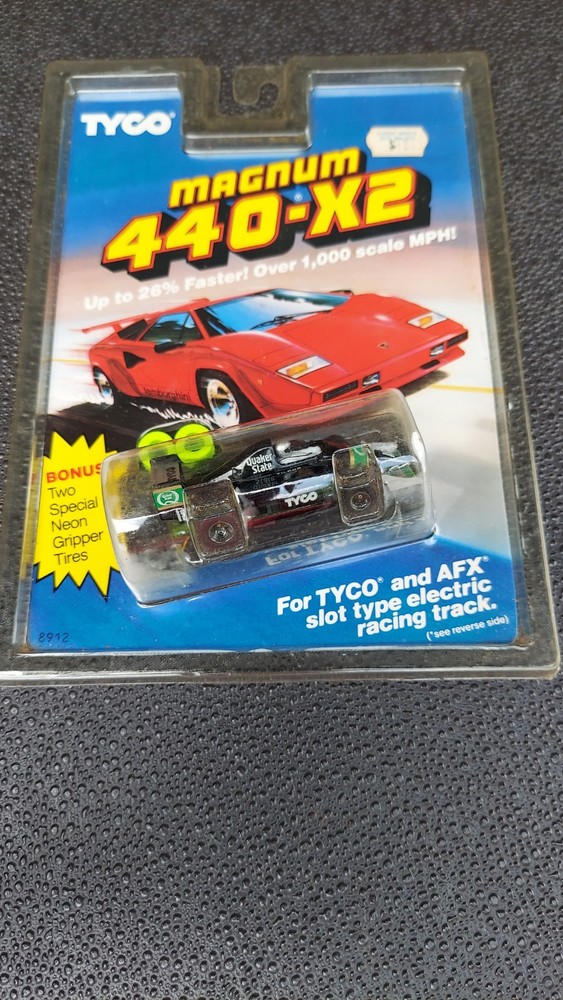 TYCO®
MAGNUM
440-X2
Up to 26% Faster! Over 1,000 scale MPH!
lamborghini
BONUS
Two
Special
Neon
Gripper
Tires
Quaker
State
TYCO
For TYCO® and AFX®
slot type electric
racing track.
(*see reverse side)
8912